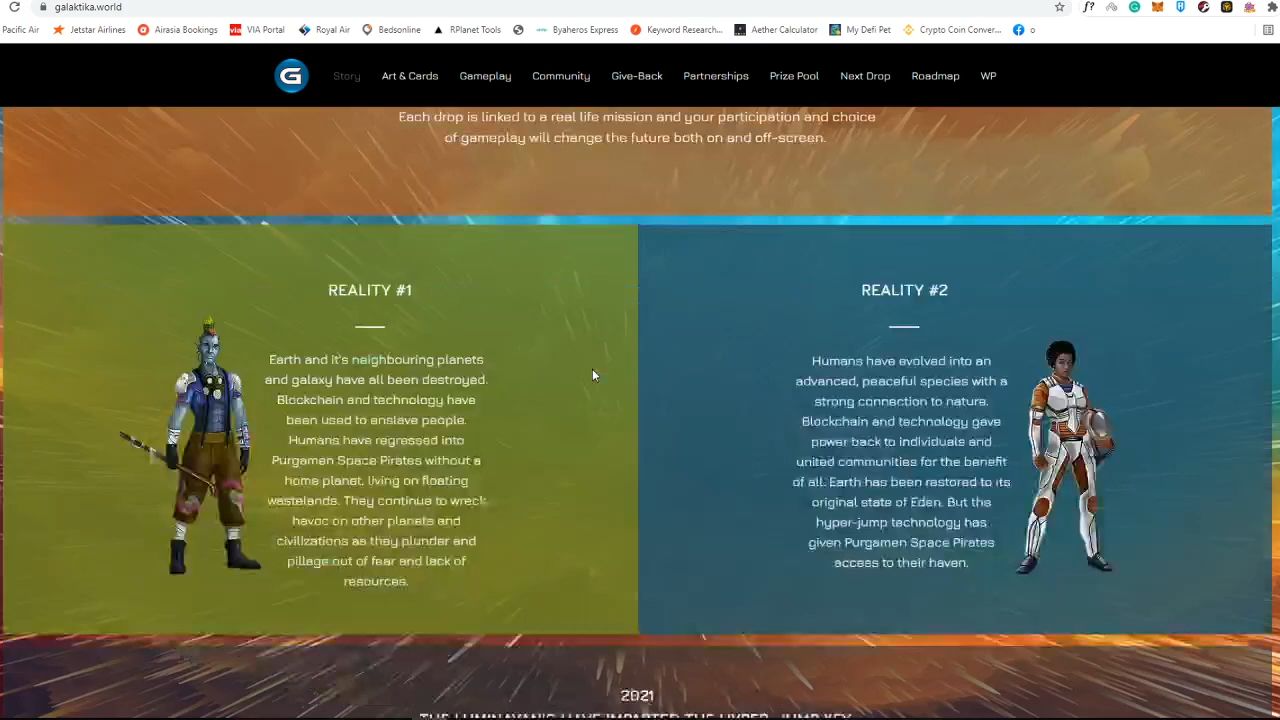 galaktika.world
f?
Pacific Air
Jetstar Airlines
Airasia Bookings
via
VIA Portal
Royal Air
Bedsonline
RPlanet Tools
Byaheros Express
Keyword Research...
Aether Calculator
My Defi Pet
Crypto Coin Conver...
o
G
Story
Art & Cards
Gameplay
Community
Give-Back
Partnerships
Prize Pool
Next Drop
Roadmap
WP
Each drop is linked to a real life mission and your participation and choice
of gameplay will change the future both on and off-screen.
REALITY #1
Earth and it's neighbouring planets
and galaxy have all been destroyed.
Blockchain and technology have
been used to enslave people.
Humans have regressed into
Purgamen Space Pirates without a
home planet, living on floating
wastelands. They continue to wreck
havoc on other planets and
civilizations as they plunder and
pillage out of fear and lack of
resources.
REALITY #2
Humans have evolved into an
advanced, peaceful species with a
strong connection to nature.
Blockchain and technology gave
power back to individuals and
united communities for the benefit
of all. Earth has been restored to its
original state of Eden. But the
hyper-jump technology has
given Purgamen Space Pirates
access to their haven.
2021
THE LUMINAYAN'S HAVE IMPARTED THE HYPER-JUMP KEY